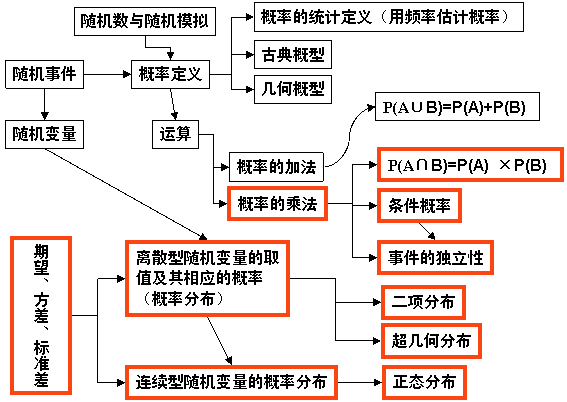 随机数与随机模拟
概率的统计定义（用频率估计概率）
古典概型
随机事件
概率定义
几何概型
P(A∪B)=P(A)+P(B)
随机变量
运算
概率的加法
P(A∩B)=P(A) ×P(B)
概率的乘法
条件概率
事件的独立性
期望、方差、标准差
离散型随机变量的取
值及其相应的概率
（概率分布）
二项分布
超几何分布
连续型随机变量的概率分布
正态分布